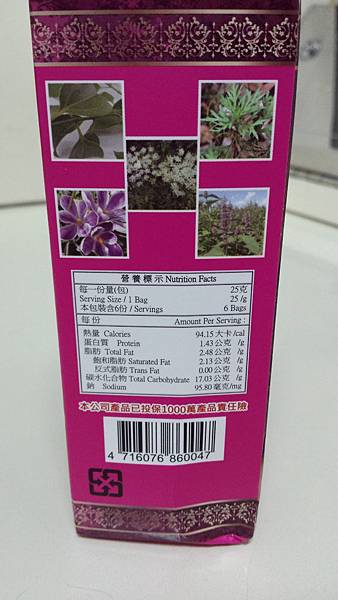 營養標示 Nutrition Facts
每一份量(包) 25克
Serving Size / 1 Bag 25 /g
本包裝含6份 / Servings 6 Bags
每 份 Amount Per Serving :
熱量 Calories 94.15 大卡 /cal
蛋白質 Protein 1.43 公克 /g
脂肪 Total Fat 2.48 公克 /g
飽和脂肪 Saturated Fat 2.13 公克 /g
反式脂肪 Trans Fat 0.00 公克 /g
碳水化合物 Total Carbohydrate 17.03 公克 /g
鈉 Sodium 95.80 毫克/mg
本公司產品已投保1000萬產品責任險
4 716076 860047